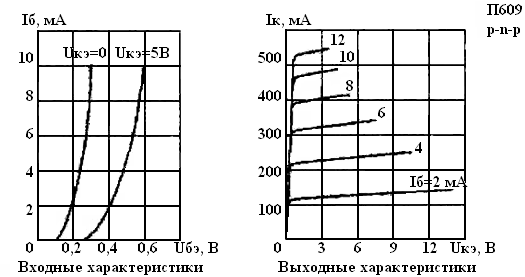 Iб, мА
Iк, мА
П609
p-n-p
Uкэ=0
Uкэ=5В
10
8
6
4
2
0
0,2
0,4
0,6
Uбэ, В
Входные характеристики
500
400
300
200
100
12
10
8
6
4
Iб=2 мА
0
3
6
9
12
Uкэ, В
Выходные характеристики